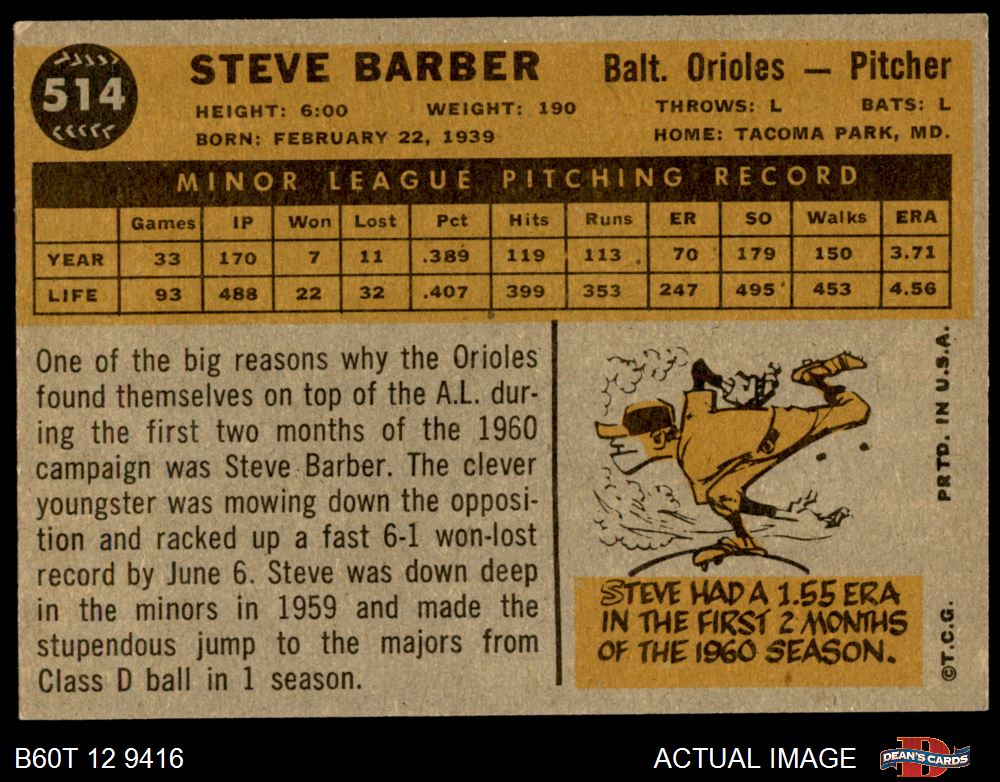 514
STEVE BARBER
Balt. Orioles — Pitcher
HEIGHT: 6:00 WEIGHT: 190 THROWS: L BATS: L
BORN: FEBRUARY 22, 1939 HOME: TACOMA PARK, MD.
MINOR LEAGUE PITCHING RECORD
Games IP Won Lost Pct Hits Runs ER SO Walks ERA
YEAR 33 170 7 11 .389 119 113 70 179 150 3.71
LIFE 93 488 22 32 .407 399 353 247 495 453 4.56
One of the big reasons why the Orioles
found themselves on top of the A.L. dur-
ing the first two months of the 1960
campaign was Steve Barber. The clever
youngster was mowing down the opposi-
tion and racked up a fast 6-1 won-lost
record by June 6. Steve was down deep
in the minors in 1959 and made the
stupendous jump to the majors from
Class D ball in 1 season.
STEVE HAD A 1.55 ERA
IN THE FIRST 2 MONTHS
OF THE 1960 SEASON.
©T.C.G. PRTD. IN U.S.A.
B60T 12 9416
ACTUAL IMAGE
DEAN'S CARDS